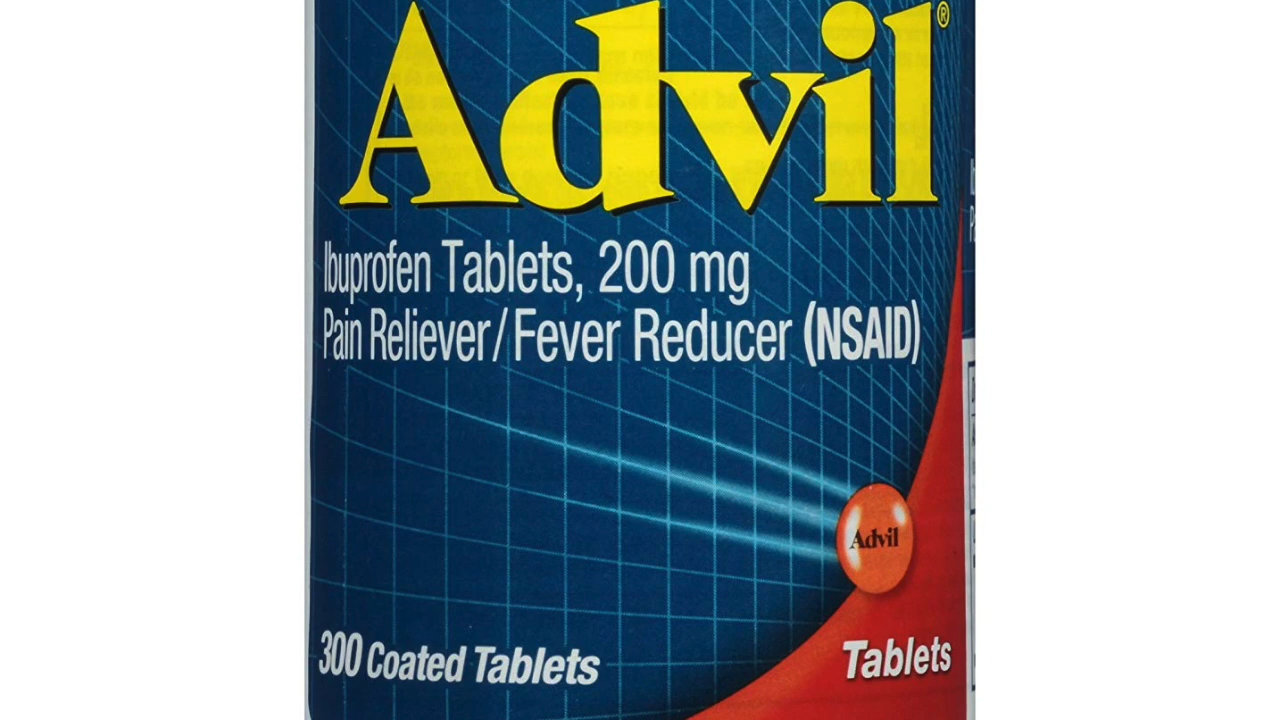 Advil®
Ibuprofen Tablets, 200 mg
Pain Reliever/Fever Reducer (NSAID)
Advil
300 Coated Tablets
Tablets